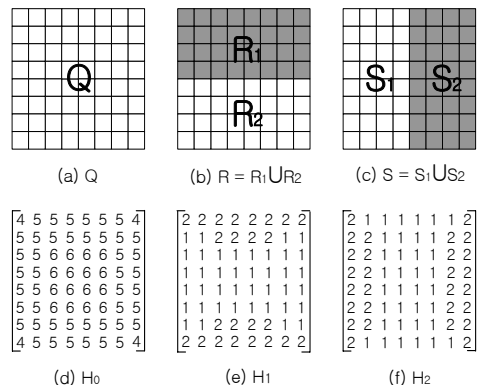 Q
R1
R2
S1 S2
(a) Q
(b) R = R1UR2
(c) S = S1US2
4 5 5 5 5 5 5 4
5 5 5 5 5 5 5 5
5 5 6 6 6 6 5 5
5 5 6 6 6 6 5 5
5 5 6 6 6 6 5 5
5 5 6 6 6 6 5 5
5 5 5 5 5 5 5 5
4 5 5 5 5 5 5 4
2 2 2 2 2 2 2 2
1 1 2 2 2 2 1 1
1 1 1 1 1 1 1 1
1 1 1 1 1 1 1 1
1 1 1 1 1 1 1 1
1 1 1 1 1 1 1 1
1 1 2 2 2 2 1 1
2 2 2 2 2 2 2 2
2 1 1 1 1 1 1 2
2 2 1 1 1 1 2 2
2 2 1 1 1 1 2 2
2 2 1 1 1 1 2 2
2 2 1 1 1 1 2 2
2 2 1 1 1 1 2 2
2 2 1 1 1 1 2 2
2 1 1 1 1 1 1 2
(d) H0
(e) H1
(f) H2